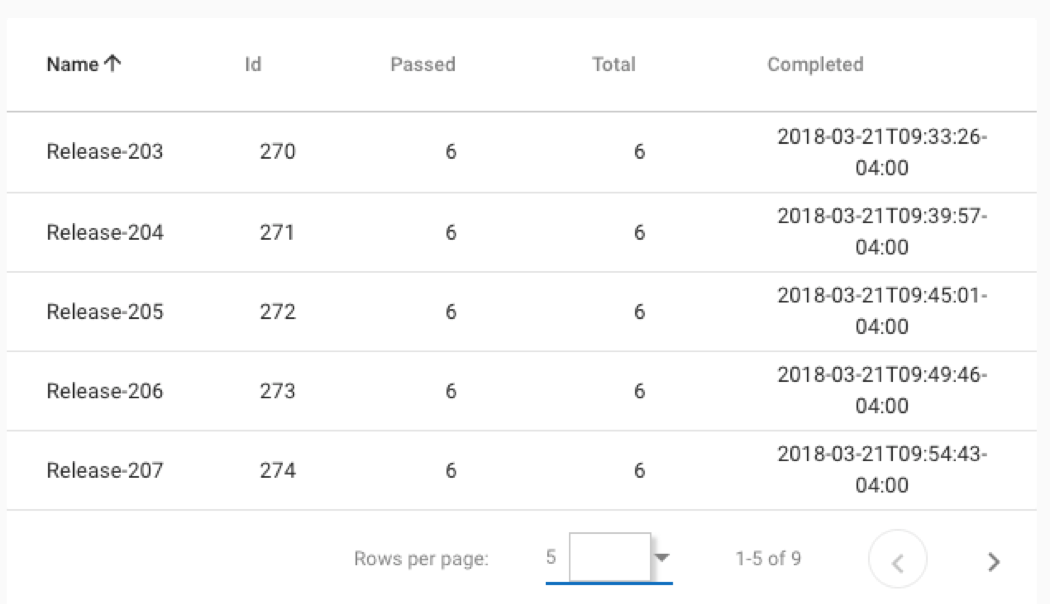 Name Id Passed Total Completed
Release-203 270 6 6 2018-03-21T09:33:26-
04:00
Release-204 271 6 6 2018-03-21T09:39:57-
04:00
Release-205 272 6 6 2018-03-21T09:45:01-
04:00
Release-206 273 6 6 2018-03-21T09:49:46-
04:00
Release-207 274 6 6 2018-03-21T09:54:43-
04:00
Rows per page: 5 1-5 of 9